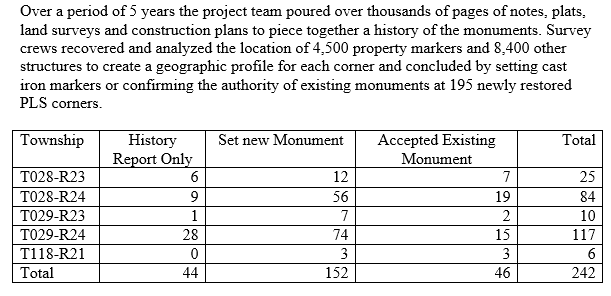 Over a period of 5 years the project team poured over thousands of pages of notes, plats,
land surveys and construction plans to piece together a history of the monuments. Survey
crews recovered and analyzed the location of 4,500 property markers and 8,400 other
structures to create a geographic profile for each corner and concluded by setting cast
iron markers or confirming the authority of existing monuments at 195 newly restored
PLS corners.
Township History Report Only Set new Monument Accepted Existing Monument Total
T028-R23 6 12 7 25
T028-R24 9 56 19 84
T029-R23 1 7 2 10
T029-R24 28 74 15 117
T118-R21 0 3 3 6
Total 44 152 46 242